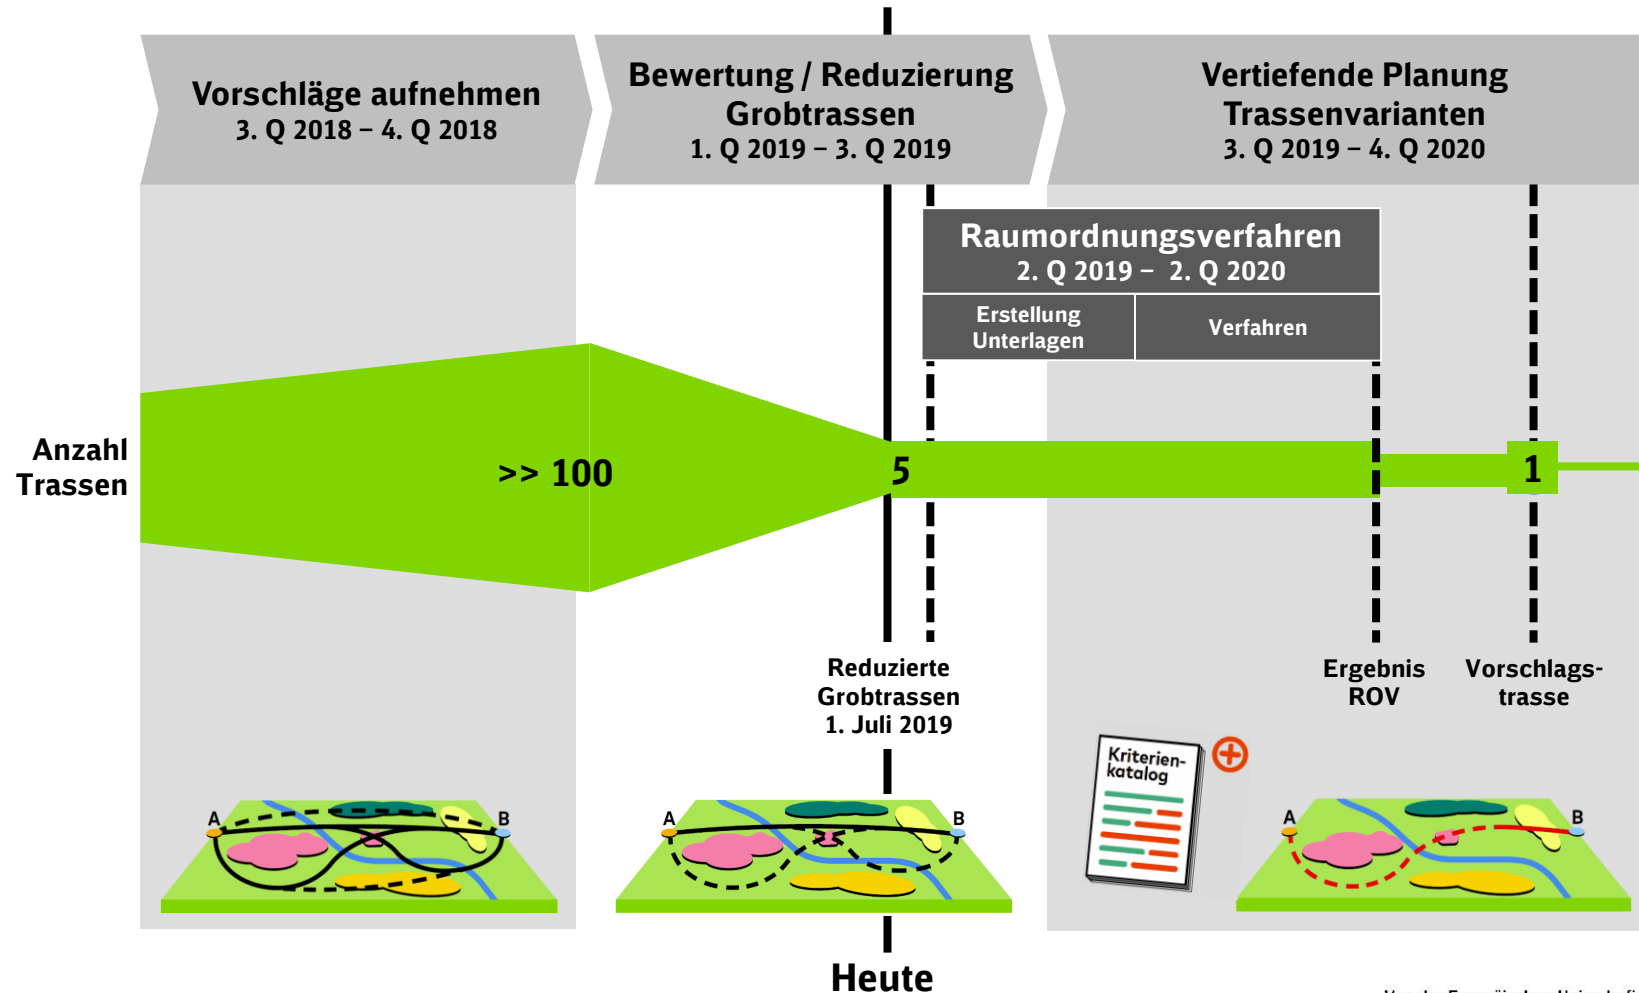 Vorschläge aufnehmen
3. Q 2018 – 4. Q 2018
Bewertung / Reduzierung
Grobtrassen
1. Q 2019 – 3. Q 2019
Vertiefende Planung
Trassenvarianten
3. Q 2019 – 4. Q 2020
Raumordnungsverfahren
2. Q 2019 – 2. Q 2020
Erstellung
Unterlagen
Verfahren
Anzahl
Trassen
>> 100
5
1
Reduzierte
Grobtrassen
1. Juli 2019
Ergebnis
ROV
Vorschlags-
trasse
Kriterien-
katalog
A
B
A
B
A
B
Heute